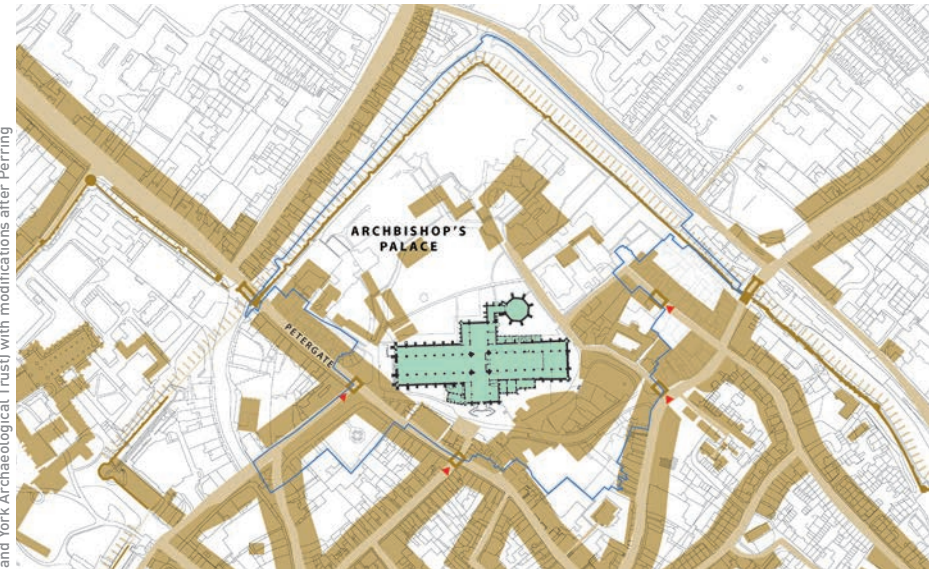 and York Archaeological Trust) with modifications after Perring
ARCHBISHOP'S
PALACE
PETERGATE